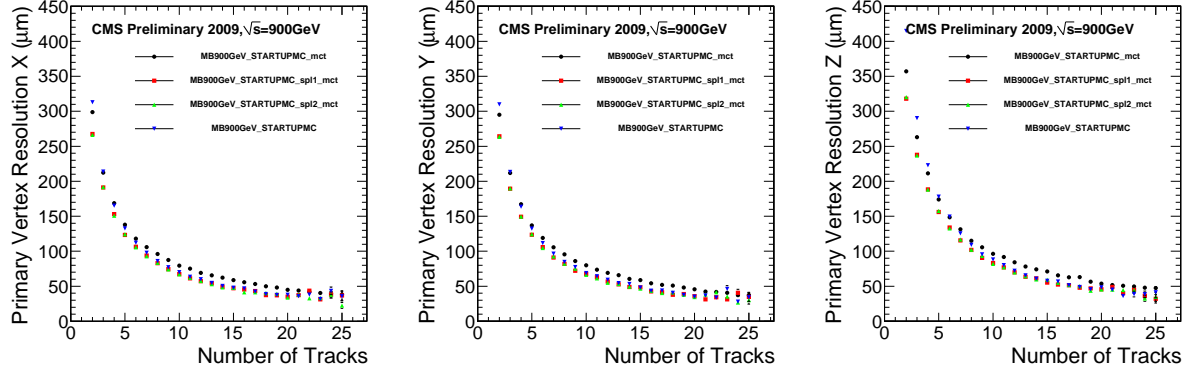 Primary Vertex Resolution X (μm)
450
400
350
300
250
200
150
100
50
0
CMS Preliminary 2009,√s=900GeV
MB900GeV_STARTUPMC_mct
MB900GeV_STARTUPMC_spl1_mct
MB900GeV_STARTUPMC_spl2_mct
MB900GeV_STARTUPMC
0 5 10 15 20 25
Number of Tracks
Primary Vertex Resolution Y (μm)
450
400
350
300
250
200
150
100
50
0
CMS Preliminary 2009,√s=900GeV
MB900GeV_STARTUPMC_mct
MB900GeV_STARTUPMC_spl1_mct
MB900GeV_STARTUPMC_spl2_mct
MB900GeV_STARTUPMC
0 5 10 15 20 25
Number of Tracks
Primary Vertex Resolution Z (μm)
450
400
350
300
250
200
150
100
50
0
CMS Preliminary 2009,√s=900GeV
MB900GeV_STARTUPMC_mct
MB900GeV_STARTUPMC_spl1_mct
MB900GeV_STARTUPMC_spl2_mct
MB900GeV_STARTUPMC
0 5 10 15 20 25
Number of Tracks